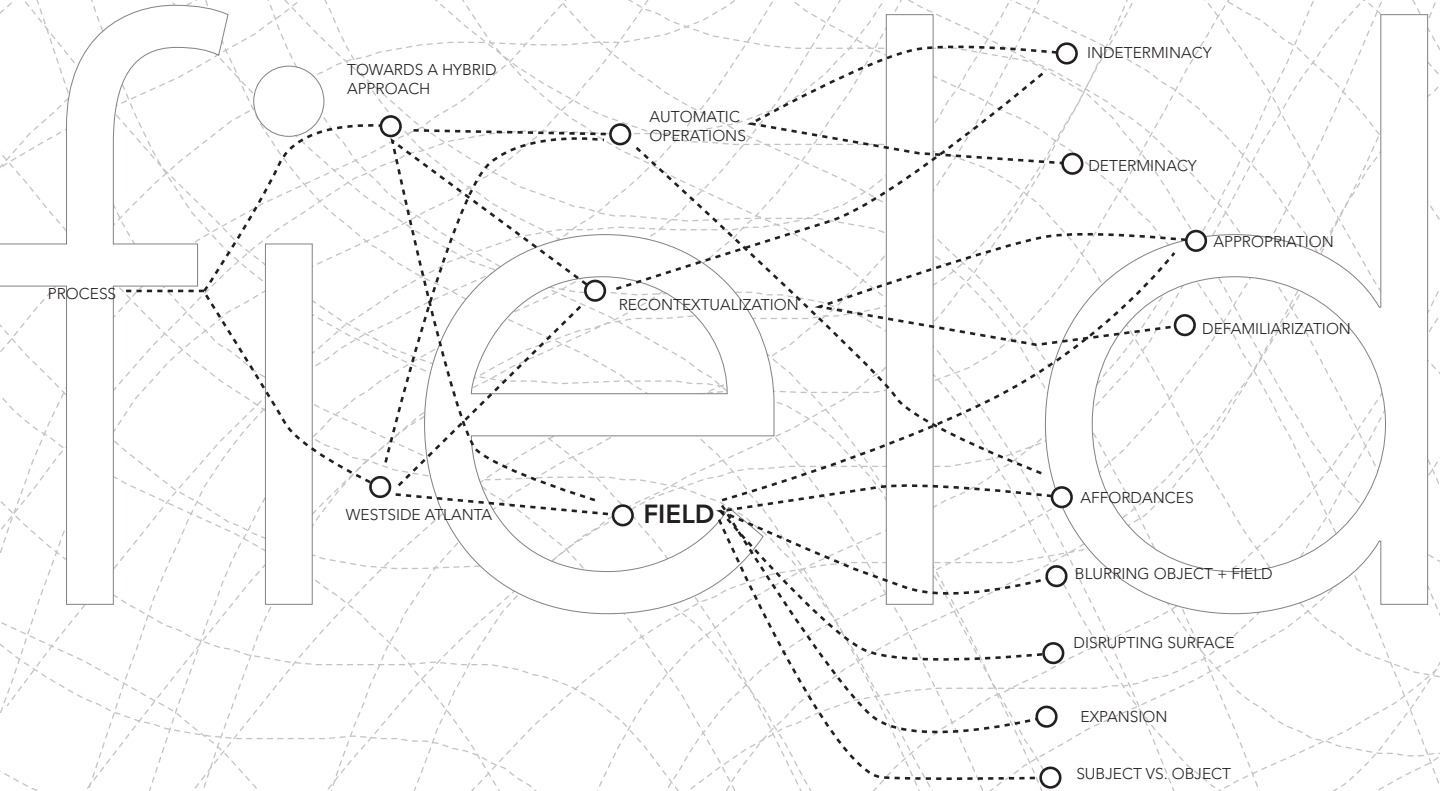 field
TOWARDS A HYBRID
APPROACH
AUTOMATIC
OPERATIONS
INDETERMINACY
DETERMINACY
APPROPRIATION
PROCESS
RECONTEXTUALIZATION
DEFAMILIARIZATION
WESTSIDE ATLANTA
FIELD
AFFORDANCES
BLURRING OBJECT + FIELD
DISRUPTING SURFACE
EXPANSION
SUBJECT VS. OBJECT